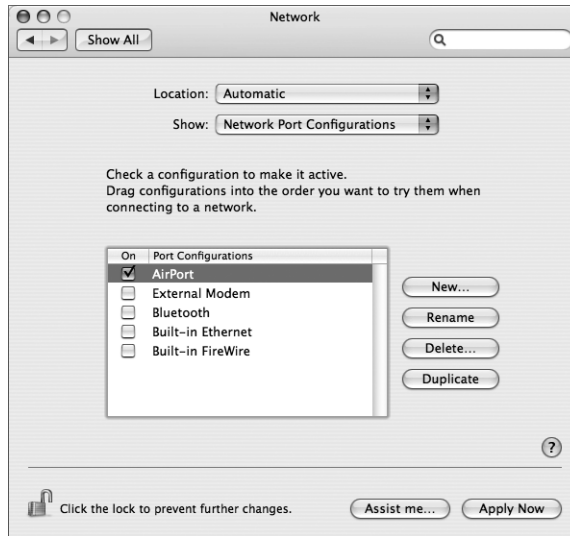 Network
Show All
Location: Automatic
Show: Network Port Configurations
Check a configuration to make it active.
Drag configurations into the order you want to try them when
connecting to a network.
On Port Configurations
AirPort
External Modem
Bluetooth
Built-in Ethernet
Built-in FireWire
New...
Rename
Delete...
Duplicate
?
Click the lock to prevent further changes.
Assist me...
Apply Now